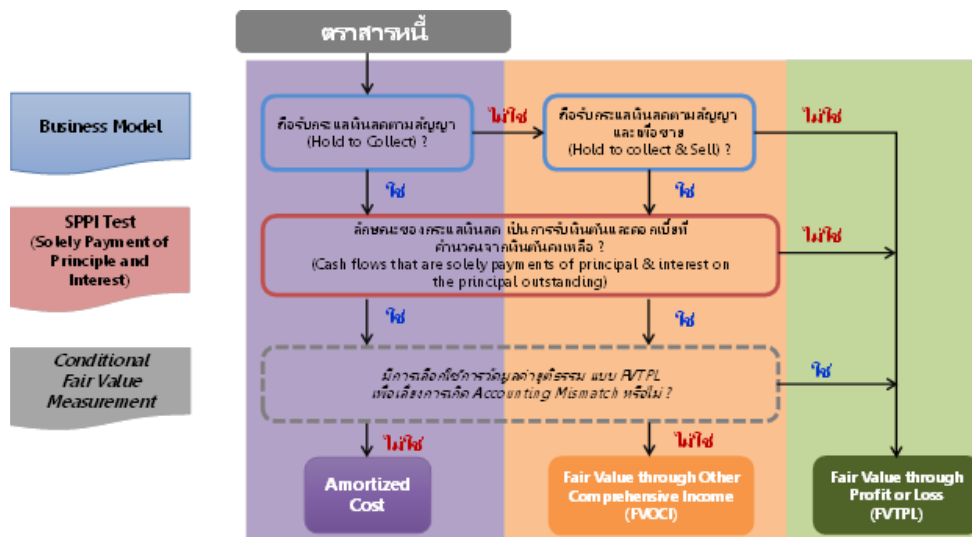 ตราสารหนี้
Business Model
ถือรับกระแสเงินสดตามสัญญา
(Hold to Collect) ?
ไม่ใช่
ถือรับกระแสเงินสดตามสัญญา
และเพื่อขาย
(Hold to collect & Sell) ?
ไม่ใช่
ใช่
ใช่
SPPI Test
(Solely Payment of
Principle and
Interest)
ลักษณะของกระแสเงินสด เป็นการรับเงินต้นและดอกเบี้ยที่
คำนวณจากเงินต้นคงเหลือ ?
(Cash flows that are solely payments of principal & interest on
the principal outstanding)
ไม่ใช่
ใช่
ใช่
Conditional
Fair Value
Measurement
มีการเลือกใช้การวัดมูลค่ายุติธรรม แบบ FVTPL
เพื่อเลี่ยงการเกิด Accounting Mismatch หรือไม่ ?
ใช่
ไม่ใช่
ไม่ใช่
Amortized
Cost
Fair Value through Other
Comprehensive Income
(FVOCI)
Fair Value through
Profit or Loss
(FVTPL)